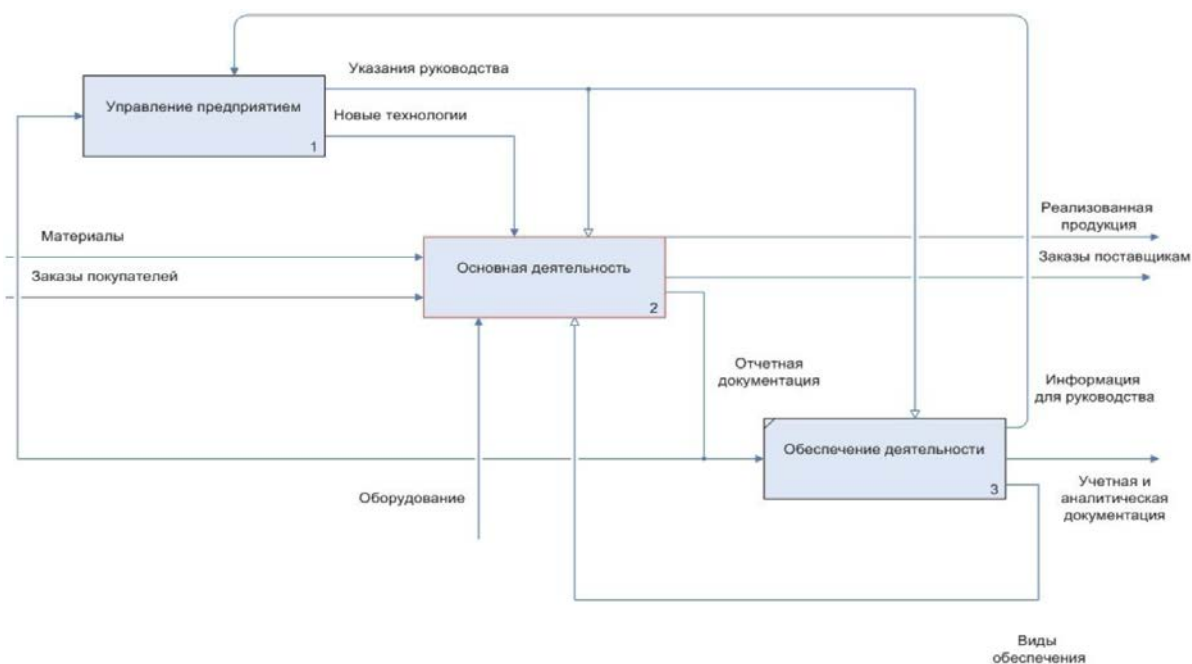 Указания руководства
Управление предприятием
Новые технологии
1
Материалы
Заказы покупателей
Основная деятельность
2
Реализованная
продукция
Заказы поставщикам
Отчетная
документация
Информация
для руководства
Обеспечение деятельности
3
Оборудование
Учетная и
аналитическая
документация
Виды
обеспечения